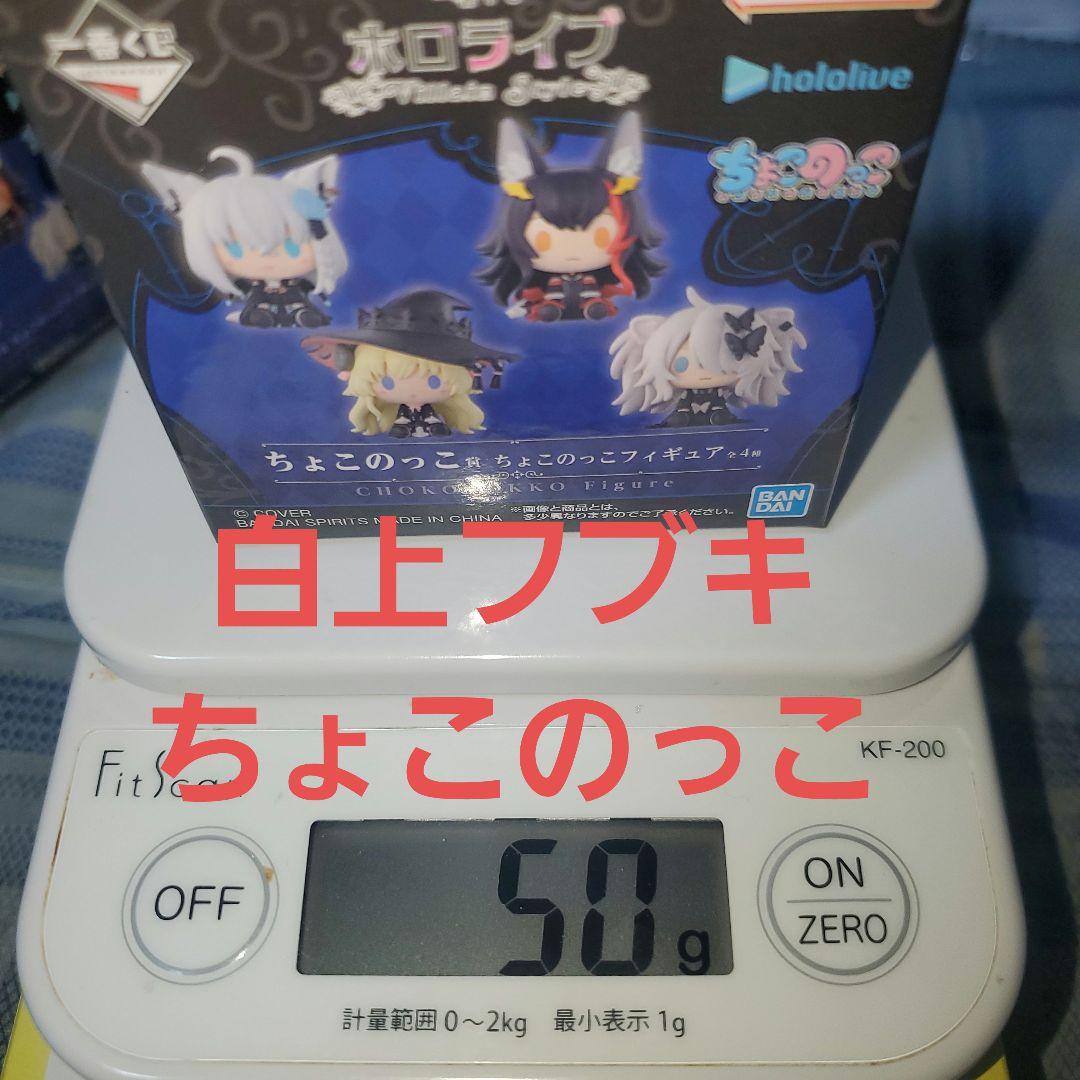 一番くじ
ホロライブ
Villain Style
hololive
ちょこのっこ
ちょこのっこ賞 ちょこのっこフィギュア 全4種
Figure
© COVER
BANDAI SPIRITS MADE IN CHINA
※画像と商品とは、
多少異なりますのでご了承ください。
BAN
DAI
白上フブキ
ちょこのっこ
KF-200
OFF
50g
ON
ZERO
計量範囲 0～2kg 最小表示 1g